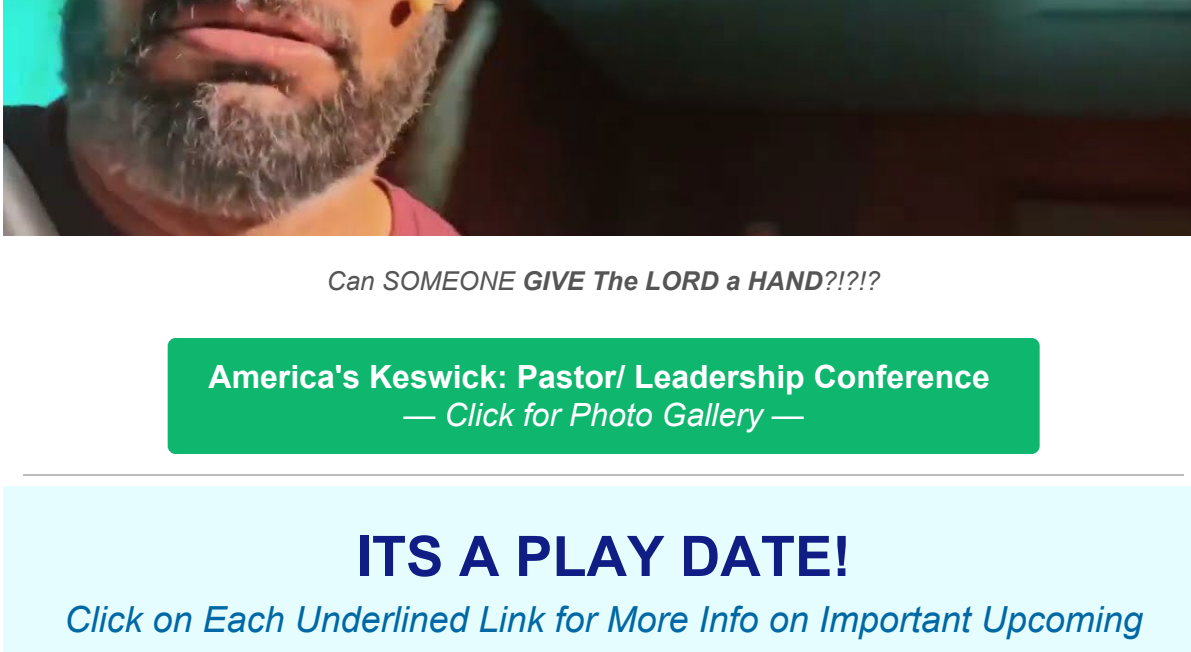 Can SOMEONE GIVE The LORD a HAND?!?!?
America's Keswick: Pastor/ Leadership Conference
— Click for Photo Gallery —
ITS A PLAY DATE!
Click on Each Underlined Link for More Info on Important Upcoming